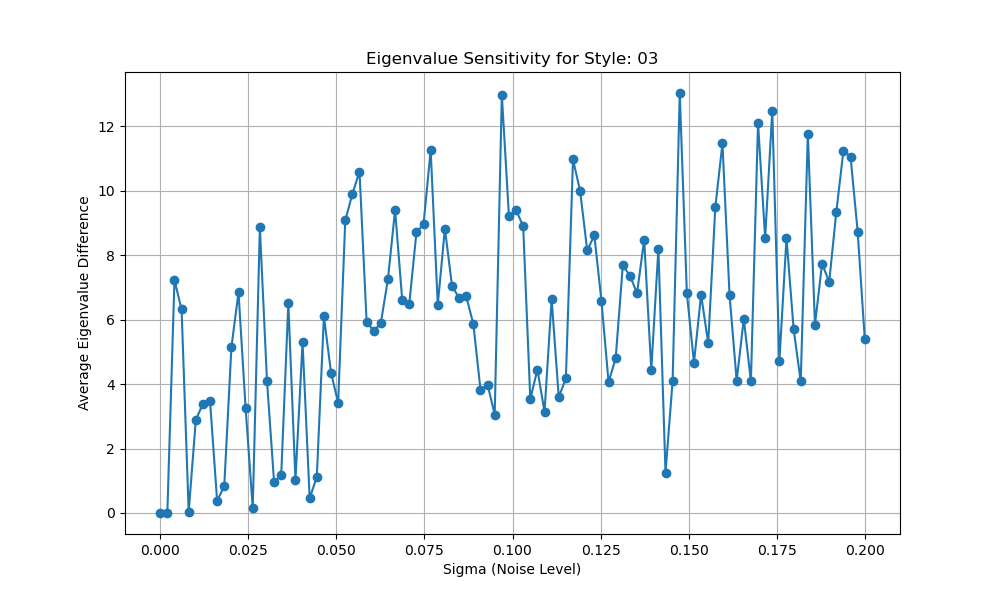 Eigenvalue Sensitivity for Style: 03
Average Eigenvalue Difference
12
10
8
6
4
2
0
0.000 0.025 0.050 0.075 0.100 0.125 0.150 0.175 0.200
Sigma (Noise Level)